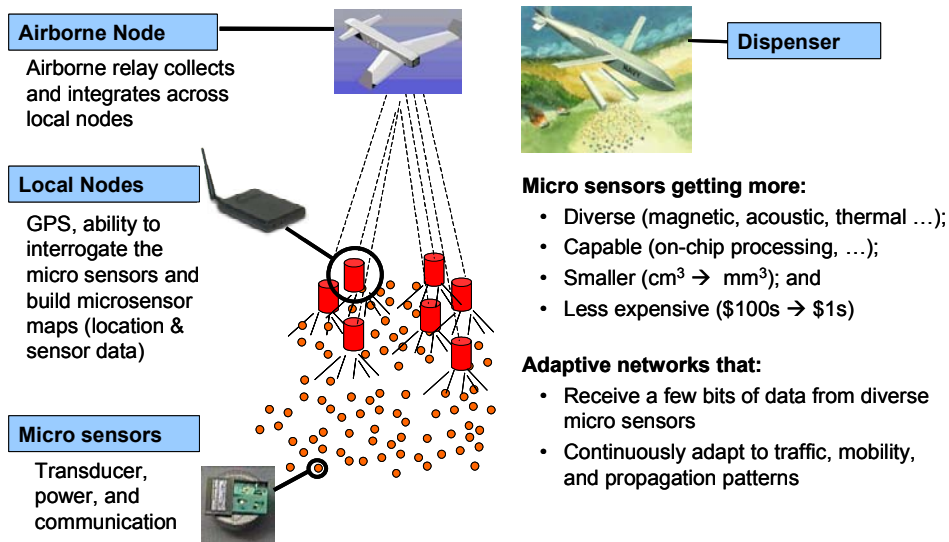 Airborne Node
Airborne relay collects
and integrates across
local nodes
Local Nodes
GPS, ability to
interrogate the
micro sensors and
build microsensor
maps (location &
sensor data)
Micro sensors
Transducer,
power, and
communication
Dispenser
NAVY
Micro sensors getting more:
• Diverse (magnetic, acoustic, thermal …);
• Capable (on-chip processing, …);
• Smaller (cm³ → mm³); and
• Less expensive ($100s → $1s)
Adaptive networks that:
• Receive a few bits of data from diverse
micro sensors
• Continuously adapt to traffic, mobility,
and propagation patterns